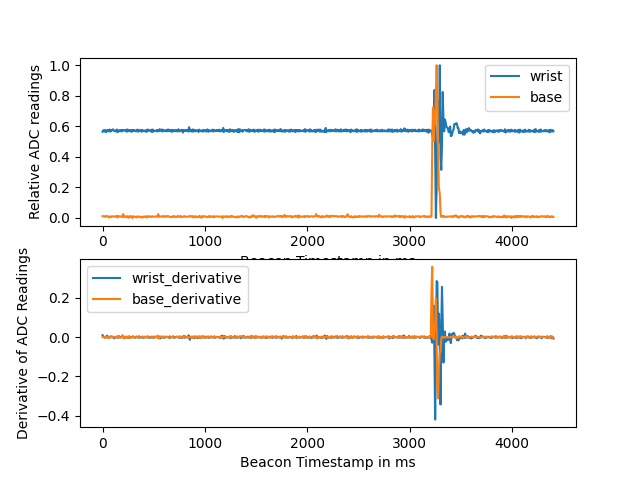 Relative ADC readings
1.0
0.8
0.6
0.4
0.2
0.0
wrist
base
0
1000
2000
3000
4000
Beacon Timestamp in ms
Derivative of ADC Readings
0.2
0.0
−0.2
−0.4
wrist_derivative
base_derivative
0
1000
2000
3000
4000
Beacon Timestamp in ms